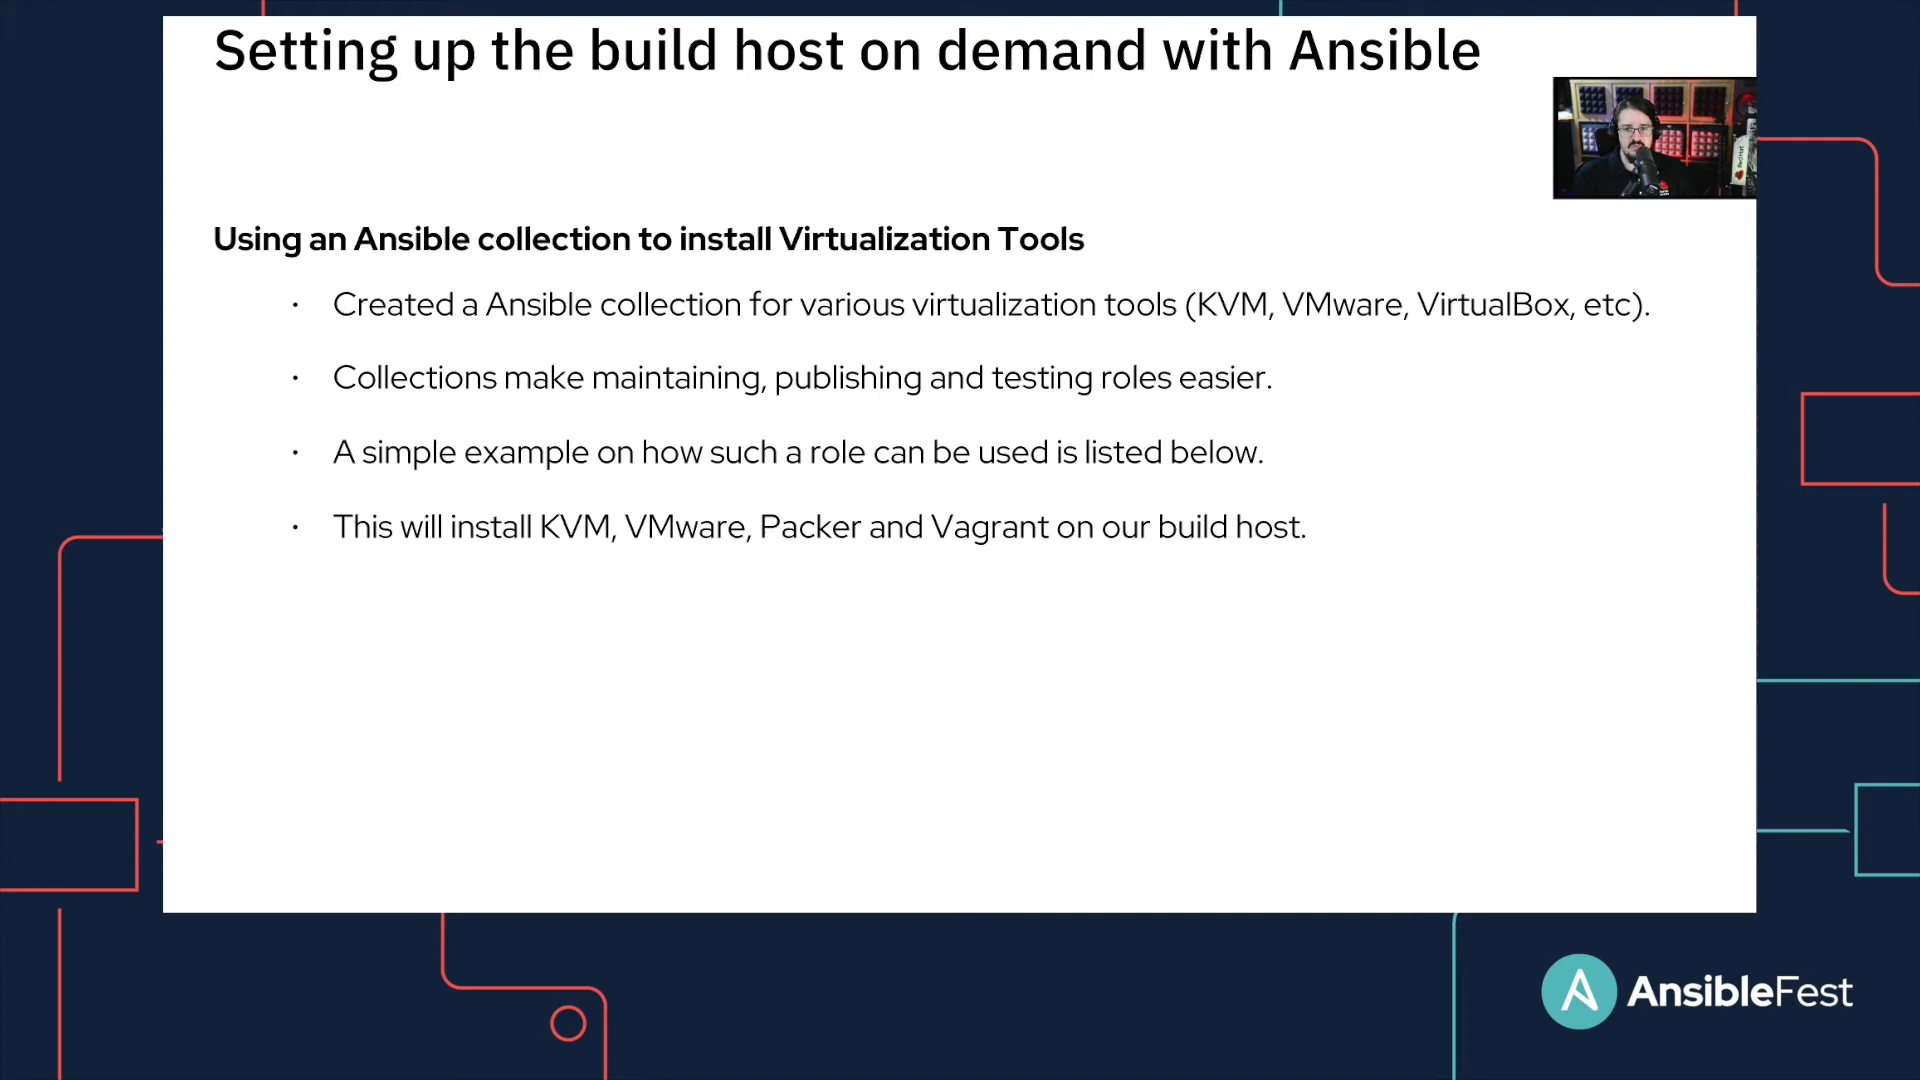 Setting up the build host on demand with Ansible
Using an Ansible collection to install Virtualization Tools
· Created a Ansible collection for various virtualization tools (KVM, VMware, VirtualBox, etc).
· Collections make maintaining, publishing and testing roles easier.
· A simple example on how such a role can be used is listed below.
· This will install KVM, VMware, Packer and Vagrant on our build host.
AnsibleFest